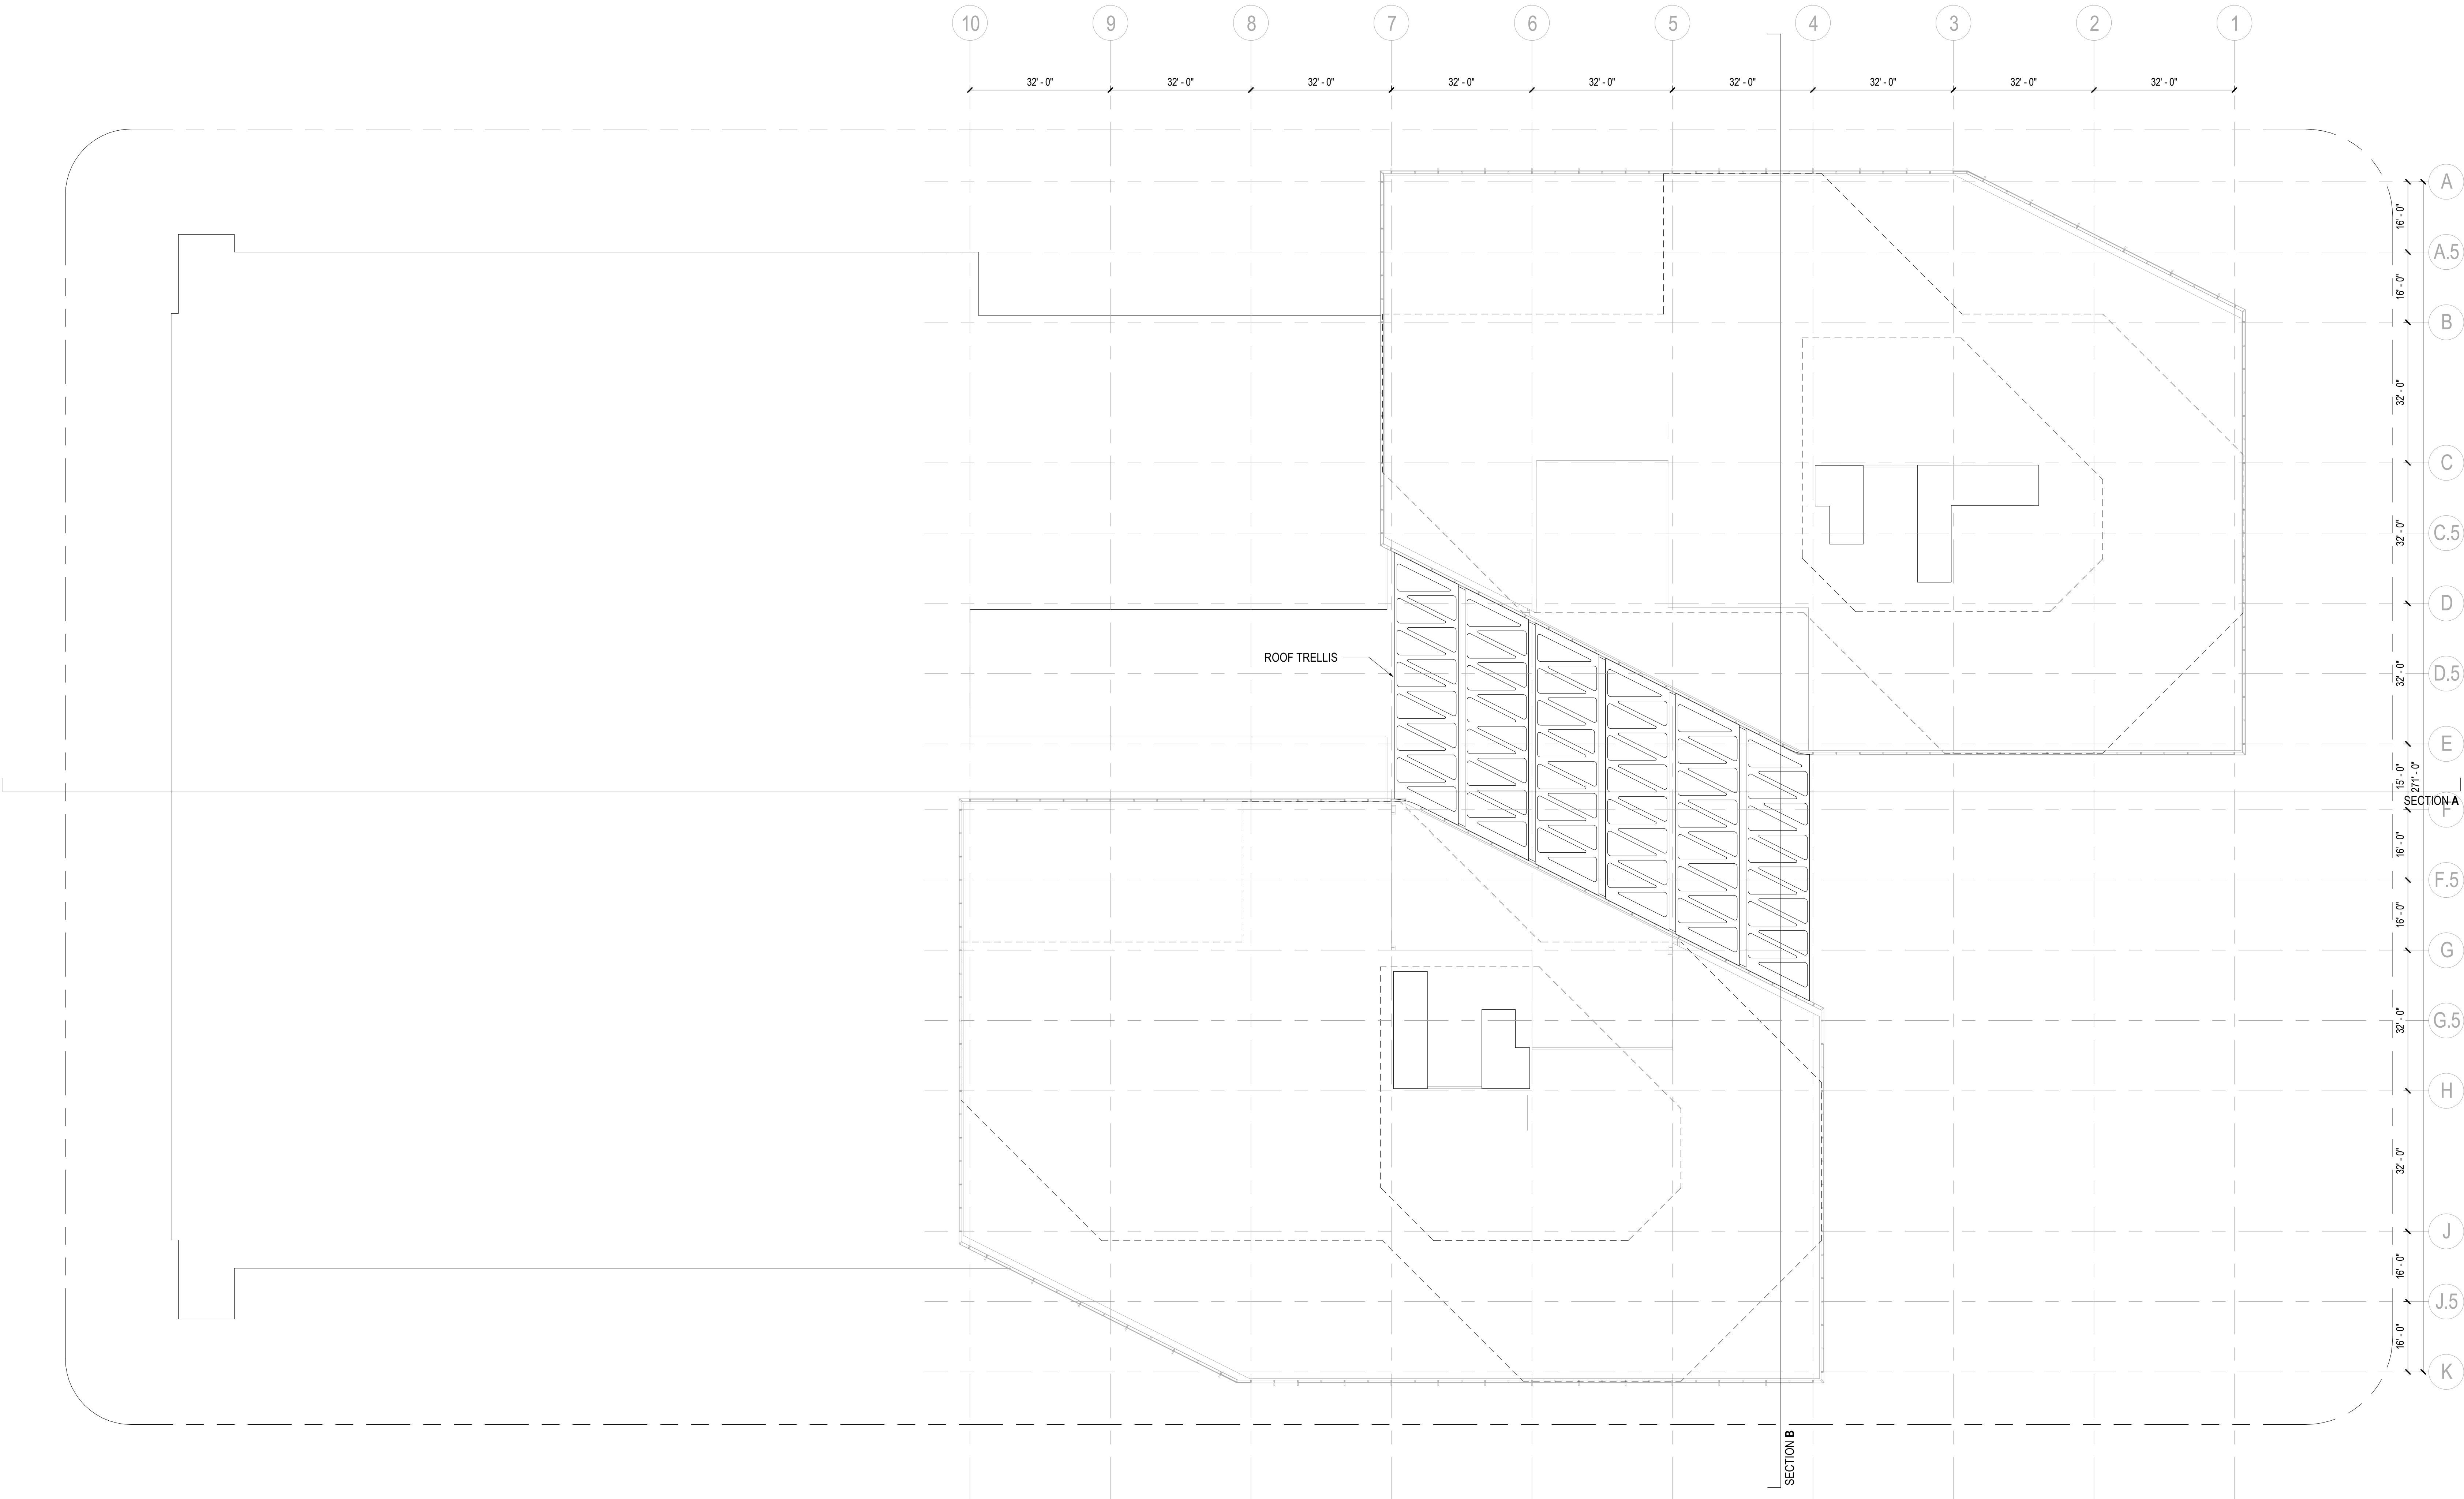 10 9 8 7 6 5 4 3 2 1
32' - 0" 32' - 0" 32' - 0" 32' - 0" 32' - 0" 32' - 0" 32' - 0" 32' - 0" 32' - 0"
A
16' - 0"
A.5
16' - 0"
B
32' - 0"
C
C.5
32' - 0"
D
ROOF TRELLIS
D.5
32' - 0"
E
15' - 0"
271' - 0"
SECTION A
F
16' - 0"
F.5
16' - 0"
G
G.5
32' - 0"
H
32' - 0"
J
16' - 0"
J.5
16' - 0"
K
SECTION B